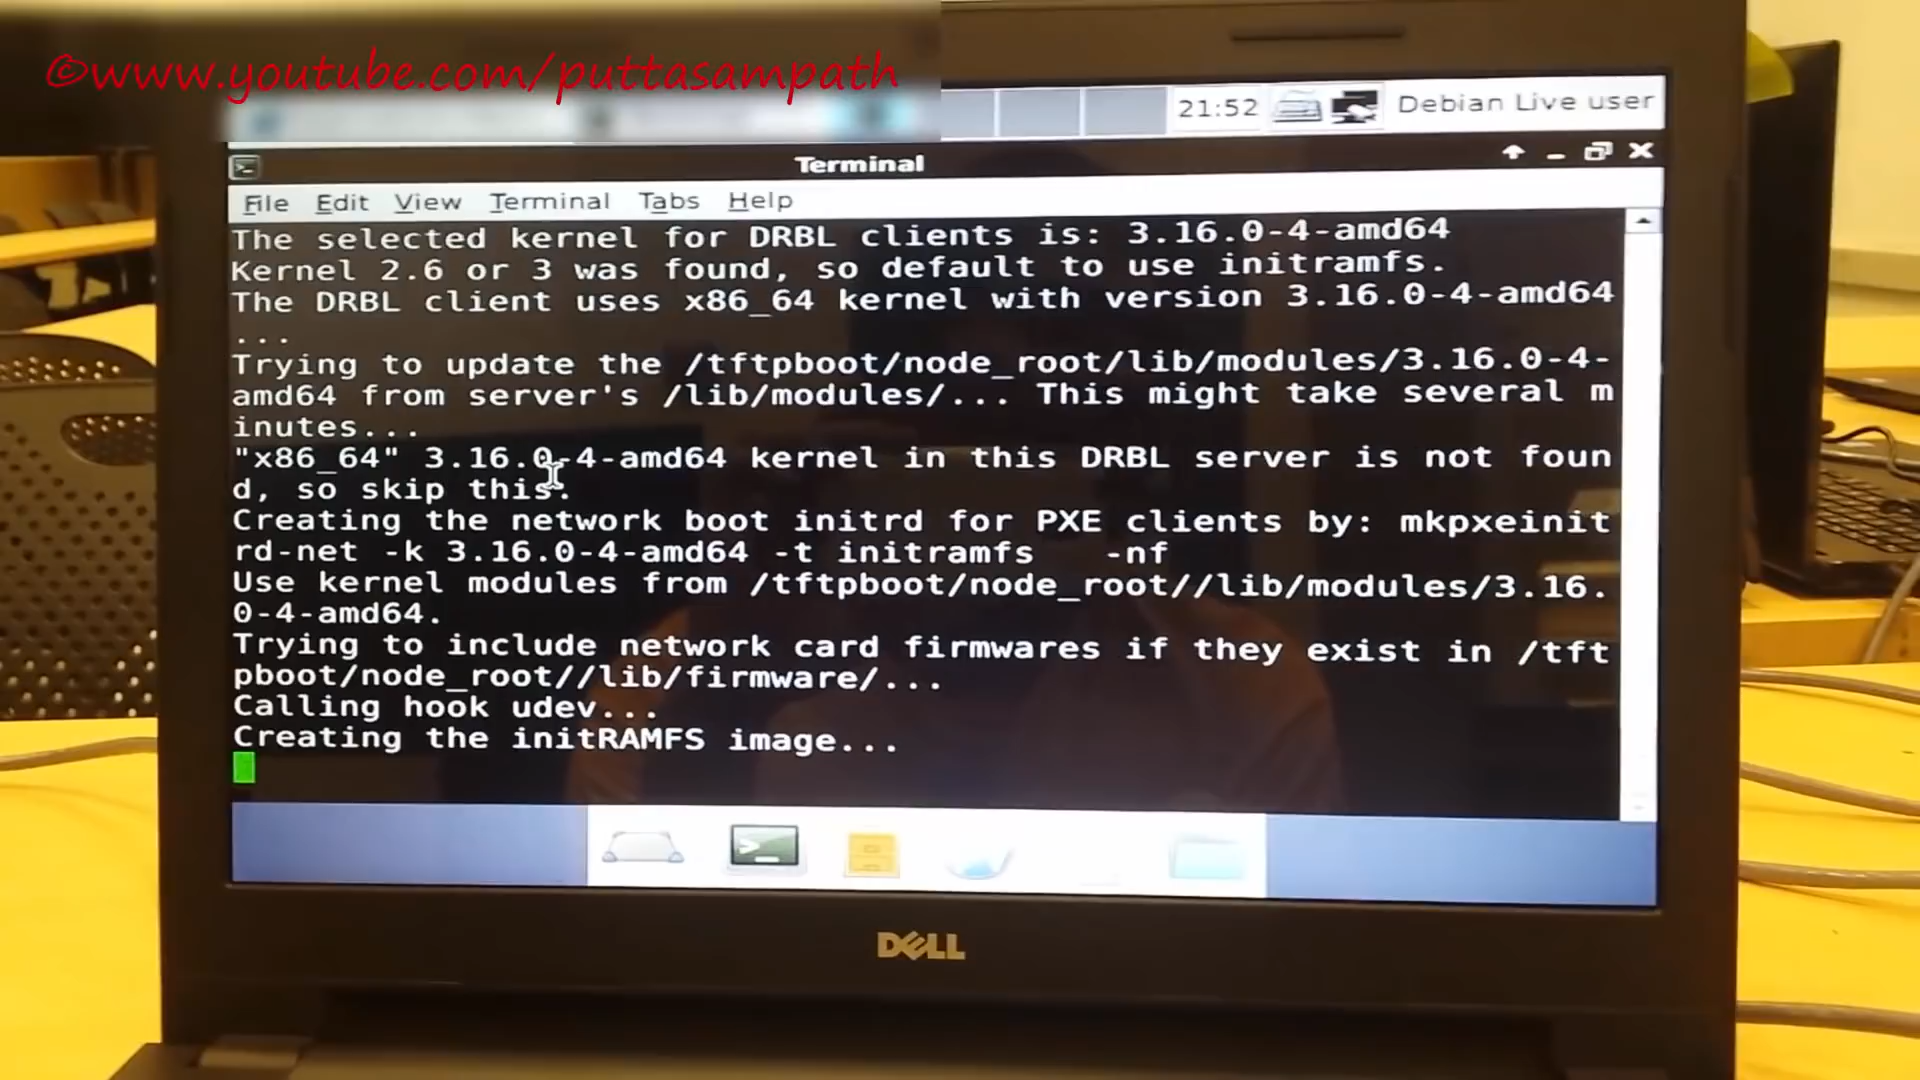 ©www.youtube.com/puttasampath
21:52 Debian Live user
Terminal
File Edit View Terminal Tabs Help
The selected kernel for DRBL clients is: 3.16.0-4-amd64
Kernel 2.6 or 3 was found, so default to use initramfs.
The DRBL client uses x86_64 kernel with version 3.16.0-4-amd64
...
Trying to update the /tftpboot/node_root/lib/modules/3.16.0-4-
amd64 from server's /lib/modules/... This might take several m
inutes...
"x86_64" 3.16.0-4-amd64 kernel in this DRBL server is not foun
d, so skip this.
Creating the network boot initrd for PXE clients by: mkpxeinit
rd-net -k 3.16.0-4-amd64 -t initramfs   -nf
Use kernel modules from /tftpboot/node_root//lib/modules/3.16.
0-4-amd64.
Trying to include network card firmwares if they exist in /tft
pboot/node_root//lib/firmware/...
Calling hook udev...
Creating the initRAMFS image...
DELL